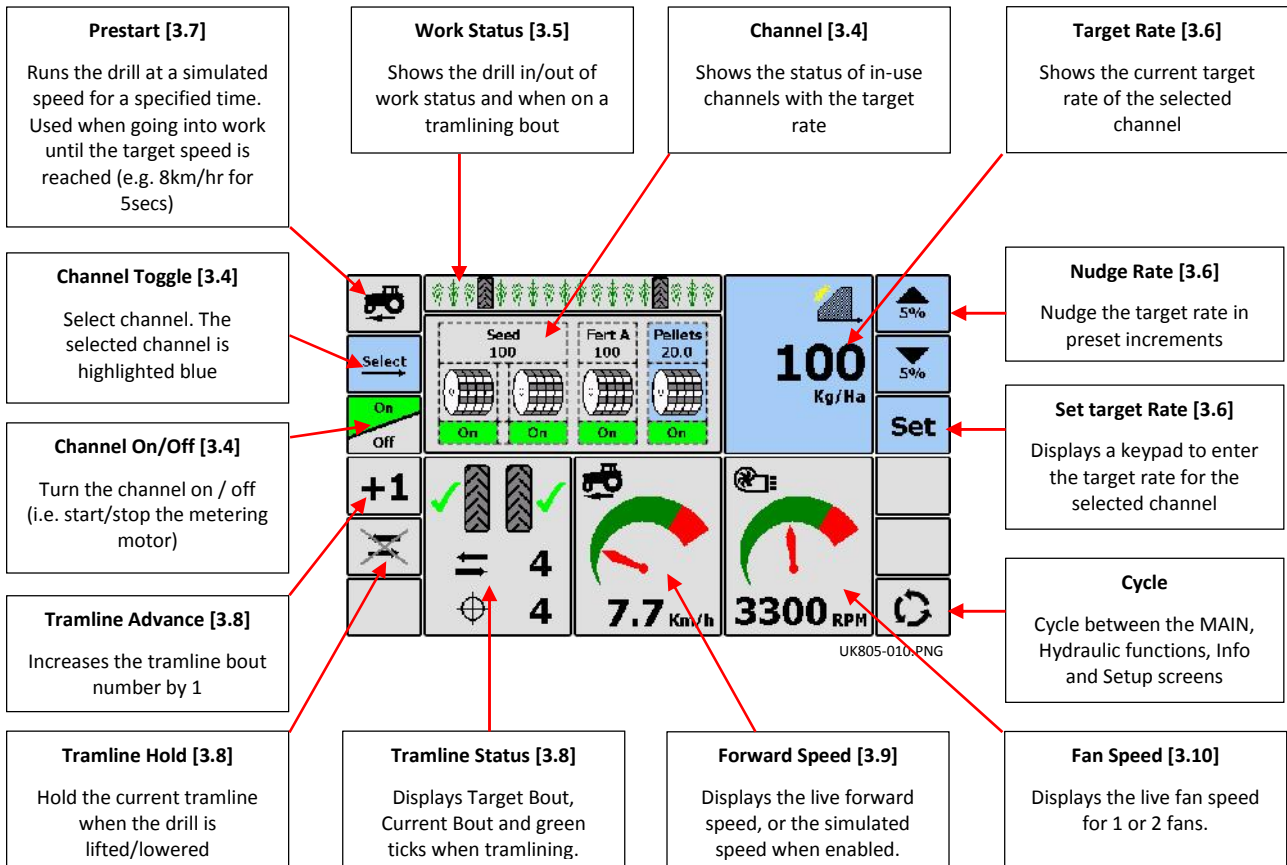 Prestart [3.7]
Runs the drill at a simulated
speed for a specified time.
Used when going into work
until the target speed is
reached (e.g. 8km/hr for
5secs)
Work Status [3.5]
Shows the drill in/out of
work status and when on a
tramlining bout
Channel [3.4]
Shows the status of in-use
channels with the target
rate
Target Rate [3.6]
Shows the current target
rate of the selected
channel
Channel Toggle [3.4]
Select channel. The
selected channel is
highlighted blue
Channel On/Off [3.4]
Turn the channel on / off
(i.e. start/stop the metering
motor)
Tramline Advance [3.8]
Increases the tramline bout
number by 1
Tramline Hold [3.8]
Hold the current tramline
when the drill is
lifted/lowered
Select
On
Off
+1
Seed
100
Fert A
100
Pellets
20.0
On
On
On
On
100
Kg/Ha
5%
5%
Set
4
4
7.7 Km/h
3300 RPM
UK805-010.PNG
Nudge Rate [3.6]
Nudge the target rate in
preset increments
Set target Rate [3.6]
Displays a keypad to enter
the target rate for the
selected channel
Cycle
Cycle between the MAIN,
Hydraulic functions, Info
and Setup screens
Tramline Status [3.8]
Displays Target Bout,
Current Bout and green
ticks when tramlining.
Forward Speed [3.9]
Displays the live forward
speed, or the simulated
speed when enabled.
Fan Speed [3.10]
Displays the live fan speed
for 1 or 2 fans.